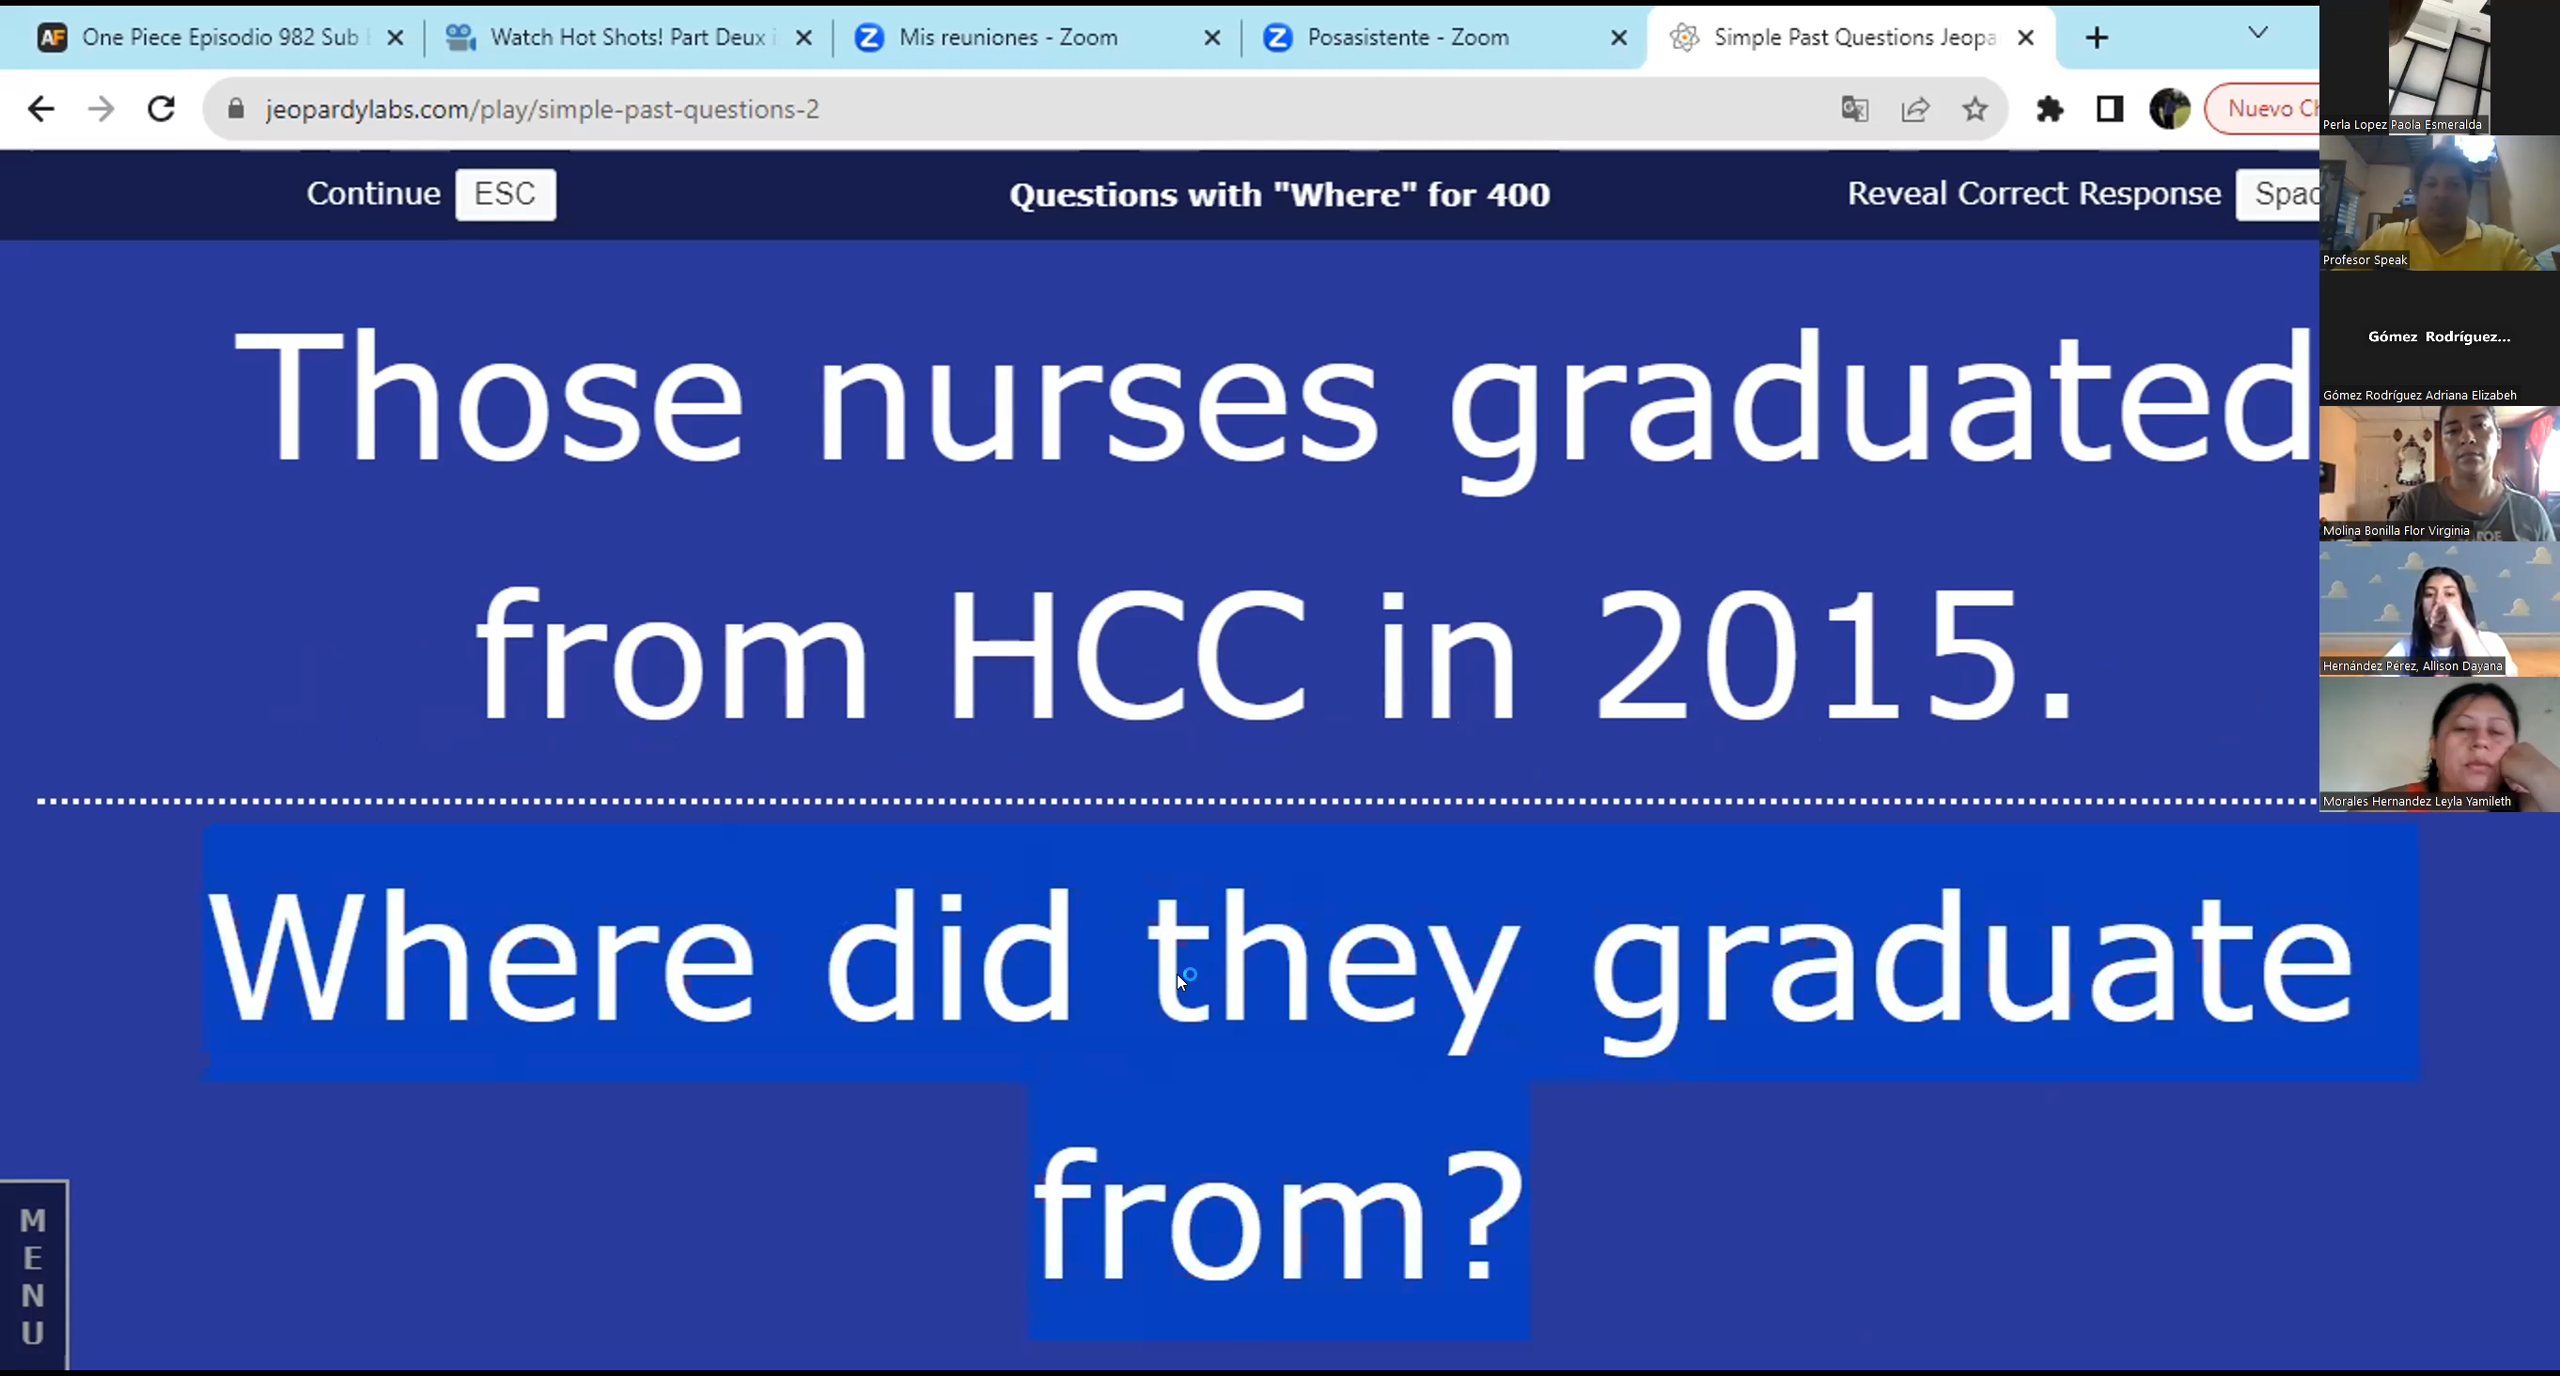 One Piece Episodio 982 Sub
Watch Hot Shots! Part Deux
Mis reuniones - Zoom
Posasistente - Zoom
Simple Past Questions Jeopa
jeopardylabs.com/play/simple-past-questions-2
Nuevo
Continue ESC
Questions with "Where" for 400
Reveal Correct Response Spac
Those nurses graduated
from HCC in 2015.
Where did they graduate
from?
MENU
Perla Lopez Paola Esmeralda
Profesor Speak
Gómez Rodríguez...
Gómez Rodríguez Adriana Elizabeh
Molina Bonilla Flor Virginia
Hernández Pérez, Allison Dayana
Morales Hernandez Leyla Yamileth